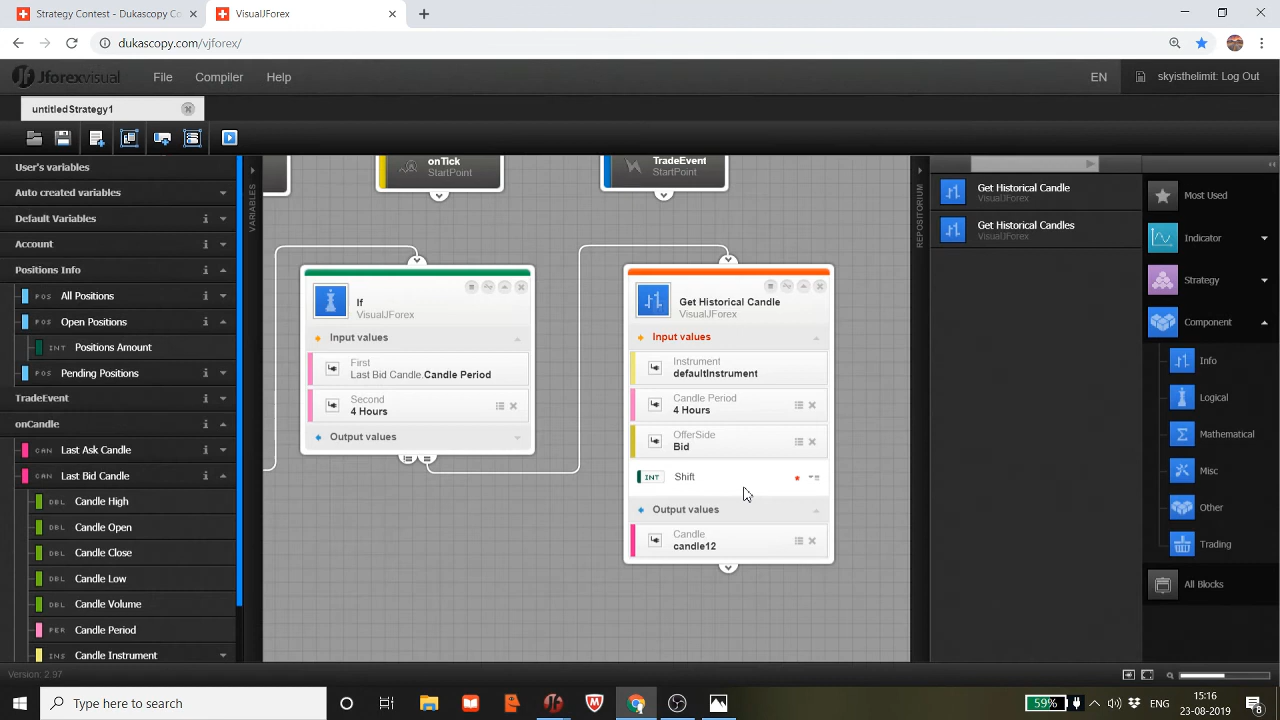 Strategy Contest - Dukascopy Co
VisualJForex
dukascopy.com/vjforex/
Jforexvisual
File
Compiler
Help
EN
skyisthelimit: Log Out
untitledStrategy1
User's variables
Auto created variables
Default Variables
Account
Positions Info
POS All Positions
POS Open Positions
INT Positions Amount
POS Pending Positions
TradeEvent
onCandle
CAN Last Ask Candle
CAN Last Bid Candle
DBL Candle High
DBL Candle Open
DBL Candle Close
DBL Candle Low
DBL Candle Volume
PER Candle Period
INS Candle Instrument
Version: 2.97
VARIABLES
onTick
StartPoint
TradeEvent
StartPoint
If
VisualJForex
Input values
First
Last Bid Candle.Candle Period
Second
4 Hours
Output values
Get Historical Candle
VisualJForex
Input values
Instrument
defaultInstrument
Candle Period
4 Hours
OfferSide
Bid
INT Shift
Output values
Candle
candle12
REPOSITORIUM
Get Historical Candle
VisualJForex
Get Historical Candles
VisualJForex
Most Used
Indicator
Strategy
Component
Info
Logical
Mathematical
Misc
Other
Trading
All Blocks
Type here to search
59%
ENG
15:16
23-08-2019
8